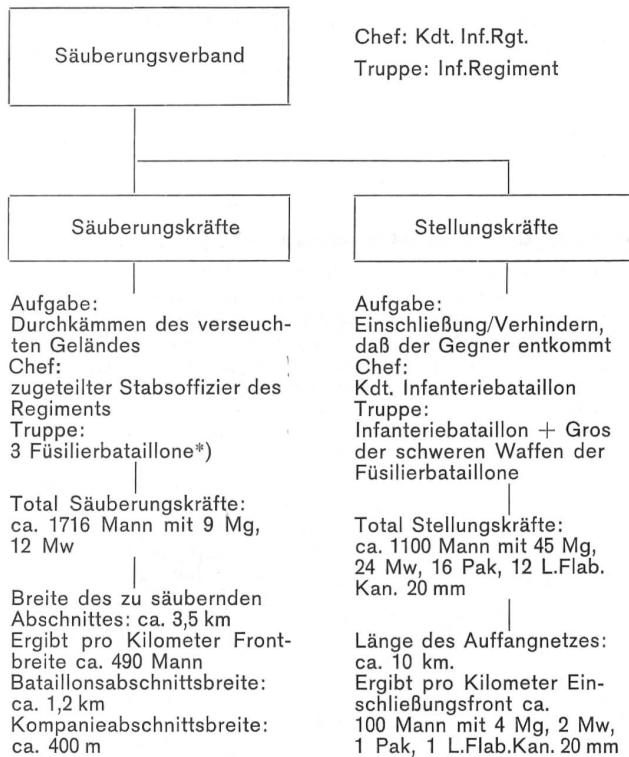 Säuberungsverband
Chef: Kdt. Inf.Rgt.
Truppe: Inf.Regiment
Säuberungskräfte
Aufgabe:
Durchkämmen des verseuch-
ten Geländes
Chef:
zugeteilter Stabsoffizier des
Regiments
Truppe:
3 Füsilierbataillone*)
Total Säuberungskräfte:
ca. 1716 Mann mit 9 Mg,
12 Mw
Breite des zu säubernden
Abschnittes: ca. 3,5 km
Ergibt pro Kilometer Front-
breite ca. 490 Mann
Bataillonsabschnittsbreite:
ca. 1,2 km
Kompanieabschnittsbreite:
ca. 400 m
Stellungskräfte
Aufgabe:
Einschließung/Verhindern,
daß der Gegner entkommt
Chef:
Kdt. Infanteriebataillon
Truppe:
Infanteriebataillon + Gros
der schweren Waffen der
Füsilierbataillone
Total Stellungskräfte:
ca. 1100 Mann mit 45 Mg,
24 Mw, 16 Pak, 12 L.Flab.
Kan. 20 mm
Länge des Auffangnetzes:
ca. 10 km.
Ergibt pro Kilometer Ein-
schließungsfront ca.
100 Mann mit 4 Mg, 2 Mw,
1 Pak, 1 L.Flab.Kan. 20 mm